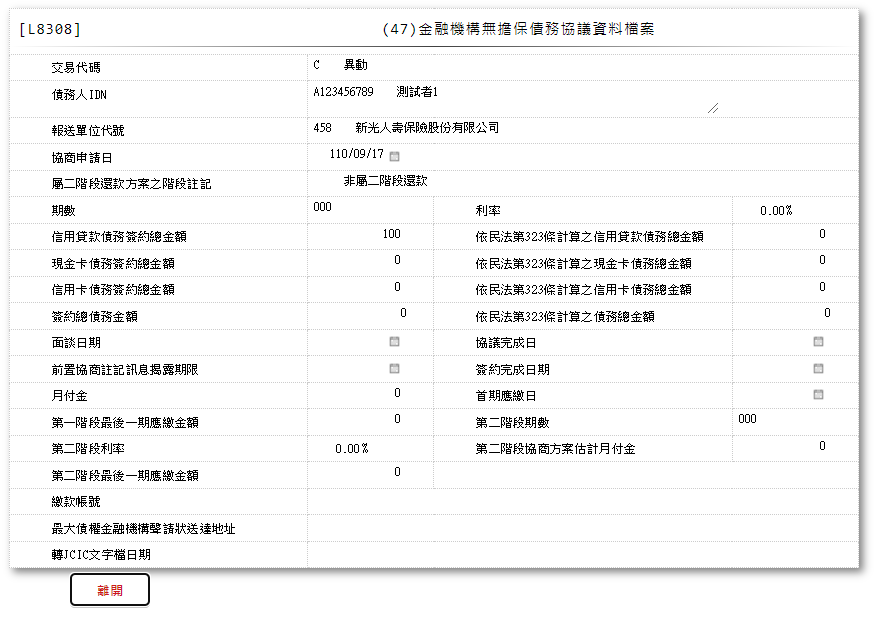 [L8308] (47)金融機構無擔保債務協議資料檔案
交易代碼 C 異動
債務人IDN A123456789 測試者1
報送單位代號 458 新光人壽保險股份有限公司
協商申請日 110/09/17
屬二階段還款方案之階段註記 非屬二階段還款
期數 000 利率 0.00%
信用貸款債務簽約總金額 100 依民法第323條計算之信用貸款債務總金額 0
現金卡債務簽約總金額 0 依民法第323條計算之現金卡債務總金額 0
信用卡債務簽約總金額 0 依民法第323條計算之信用卡債務總金額 0
簽約總債務金額 0 依民法第323條計算之債務總金額 0
面談日期 協議完成日
前置協商註記訊息揭露期限 簽約完成日期
月付金 0 首期應繳日
第一階段最後一期應繳金額 0 第二階段期數 000
第二階段利率 0.00% 第二階段協商方案估計月付金 0
第二階段最後一期應繳金額 0
繳款帳號
最大債權金融機構聲請狀送達地址
轉JCIC文字檔日期
離開